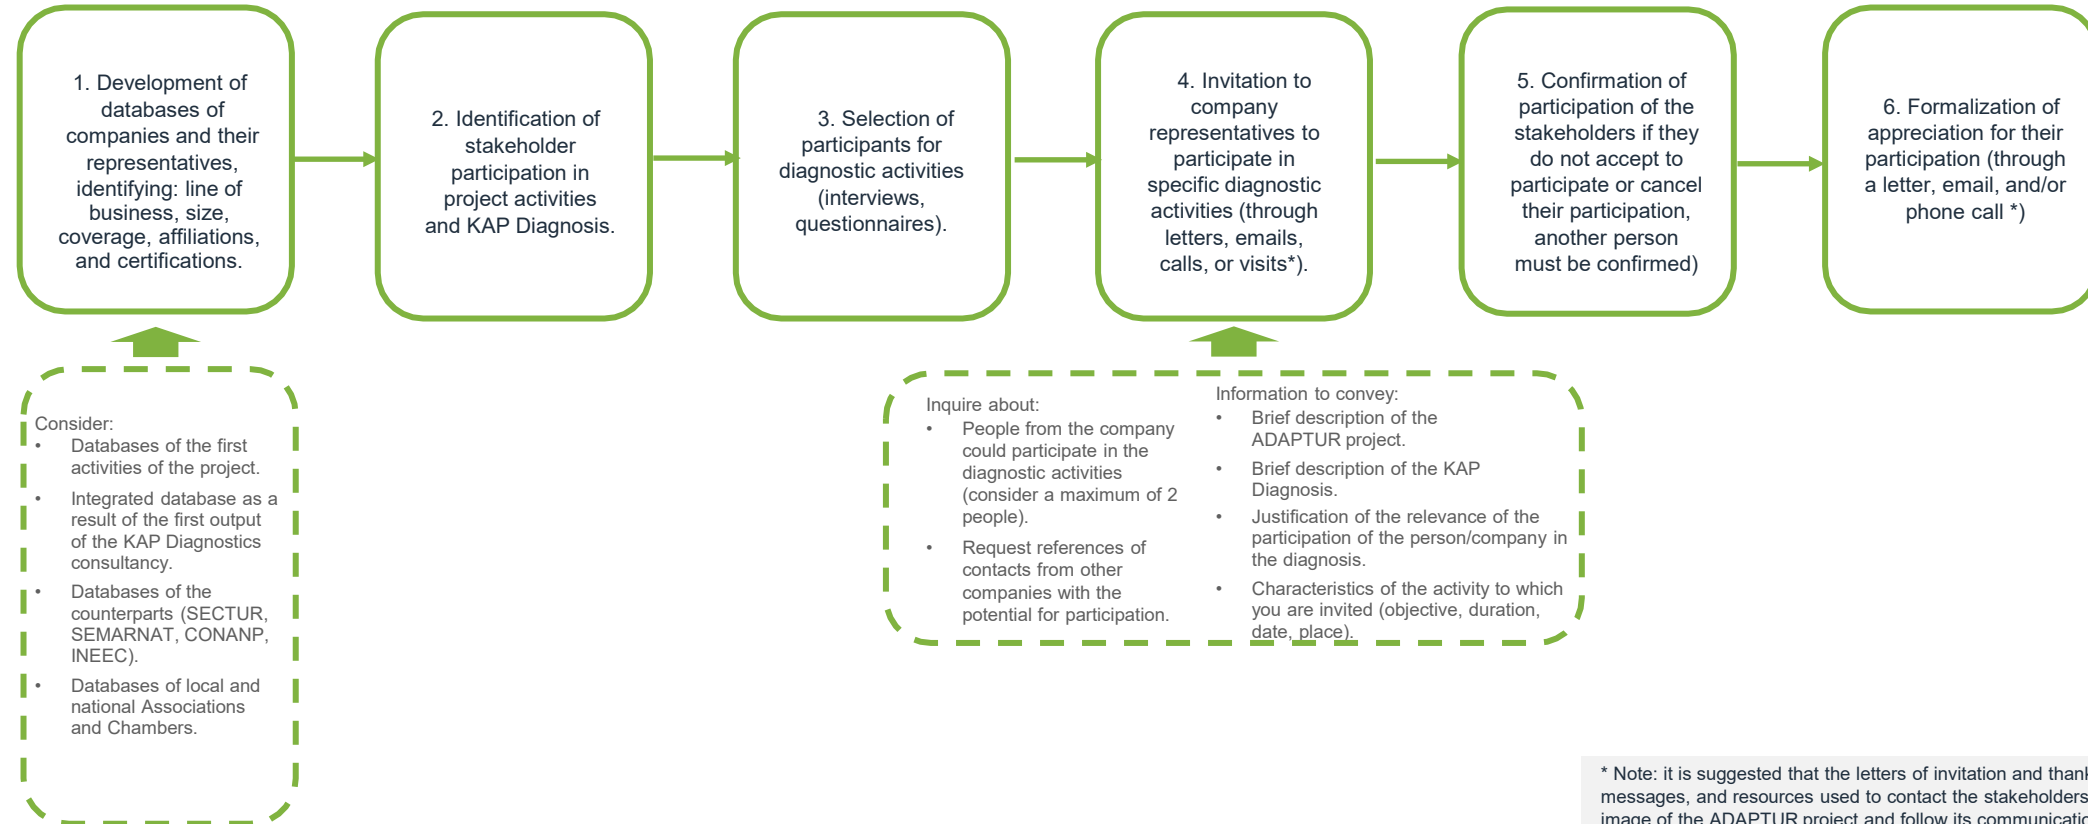 1. Development of
databases of
companies and their
representatives,
identifying: line of
business, size,
coverage, affiliations,
and certifications.
2. Identification of
stakeholder
participation in
project activities
and KAP Diagnosis.
3. Selection of
participants for
diagnostic activities
(interviews,
questionnaires).
4. Invitation to
company
representatives to
participate in
specific diagnostic
activities (through
letters, emails,
calls, or visits*).
5. Confirmation of
participation of the
stakeholders if they
do not accept to
participate or cancel
their participation,
another person
must be confirmed)
6. Formalization of
appreciation for their
participation (through
a letter, email, and/or
phone call *)
Consider:
• Databases of the first
activities of the project.
• Integrated database as a
result of the first output
of the KAP Diagnostics
consultancy.
• Databases of the
counterparts (SECTUR,
SEMARNAT, CONANP,
INEEC).
• Databases of local and
national Associations
and Chambers.
Inquire about:
• People from the company
could participate in the
diagnostic activities
(consider a maximum of 2
people).
• Request references of
contacts from other
companies with the
potential for participation.
Information to convey:
• Brief description of the
ADAPTUR project.
• Brief description of the KAP
Diagnosis.
• Justification of the relevance of the
participation of the person/company in
the diagnosis.
• Characteristics of the activity to which
you are invited (objective, duration,
date, place).
* Note: it is suggested that the letters of invitation and thank
messages, and resources used to contact the stakeholders
image of the ADAPTUR project and follow its communicatio